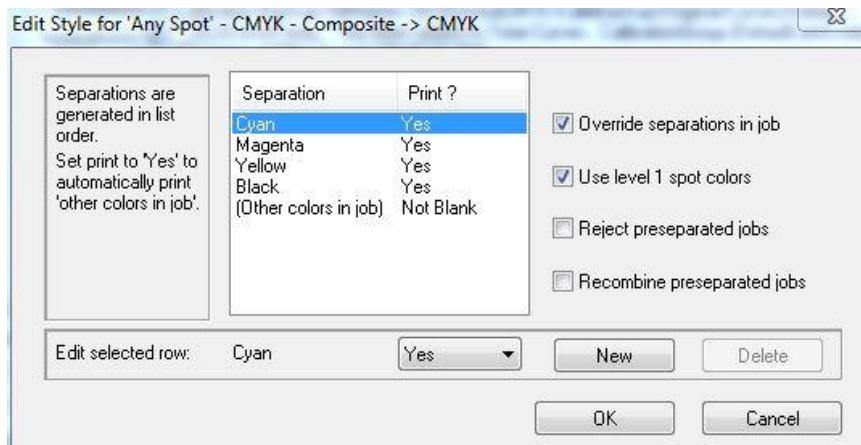 Edit Style for 'Any Spot' - CMYK - Composite -> CMYK
Separations are
generated in list
order.
Set print to 'Yes' to
automatically print
'other colors in job'.
Separation Print ?
Cyan Yes
Magenta Yes
Yellow Yes
Black Yes
(Other colors in job) Not Blank
Override separations in job
Use level 1 spot colors
Reject preseparated jobs
Recombine preseparated jobs
Edit selected row: Cyan Yes New Delete
OK Cancel